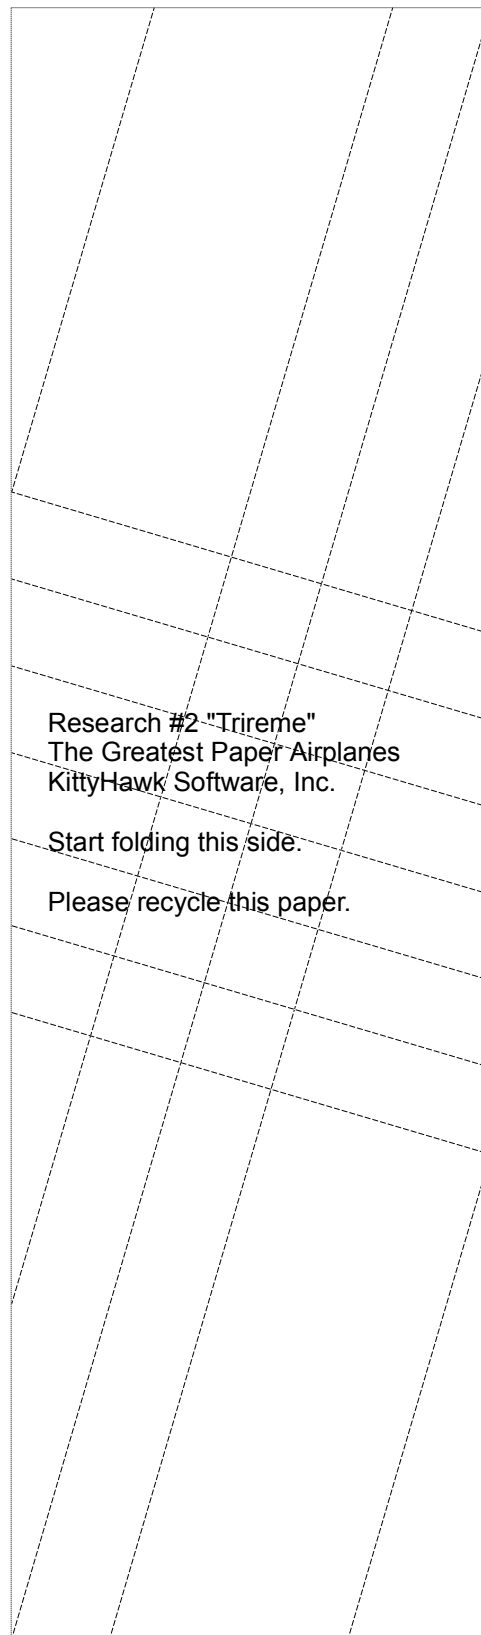 Research #2 "Trireme"
The Greatest Paper Airplanes
KittyHawk Software, Inc.
Start folding this side.
Please recycle this paper.